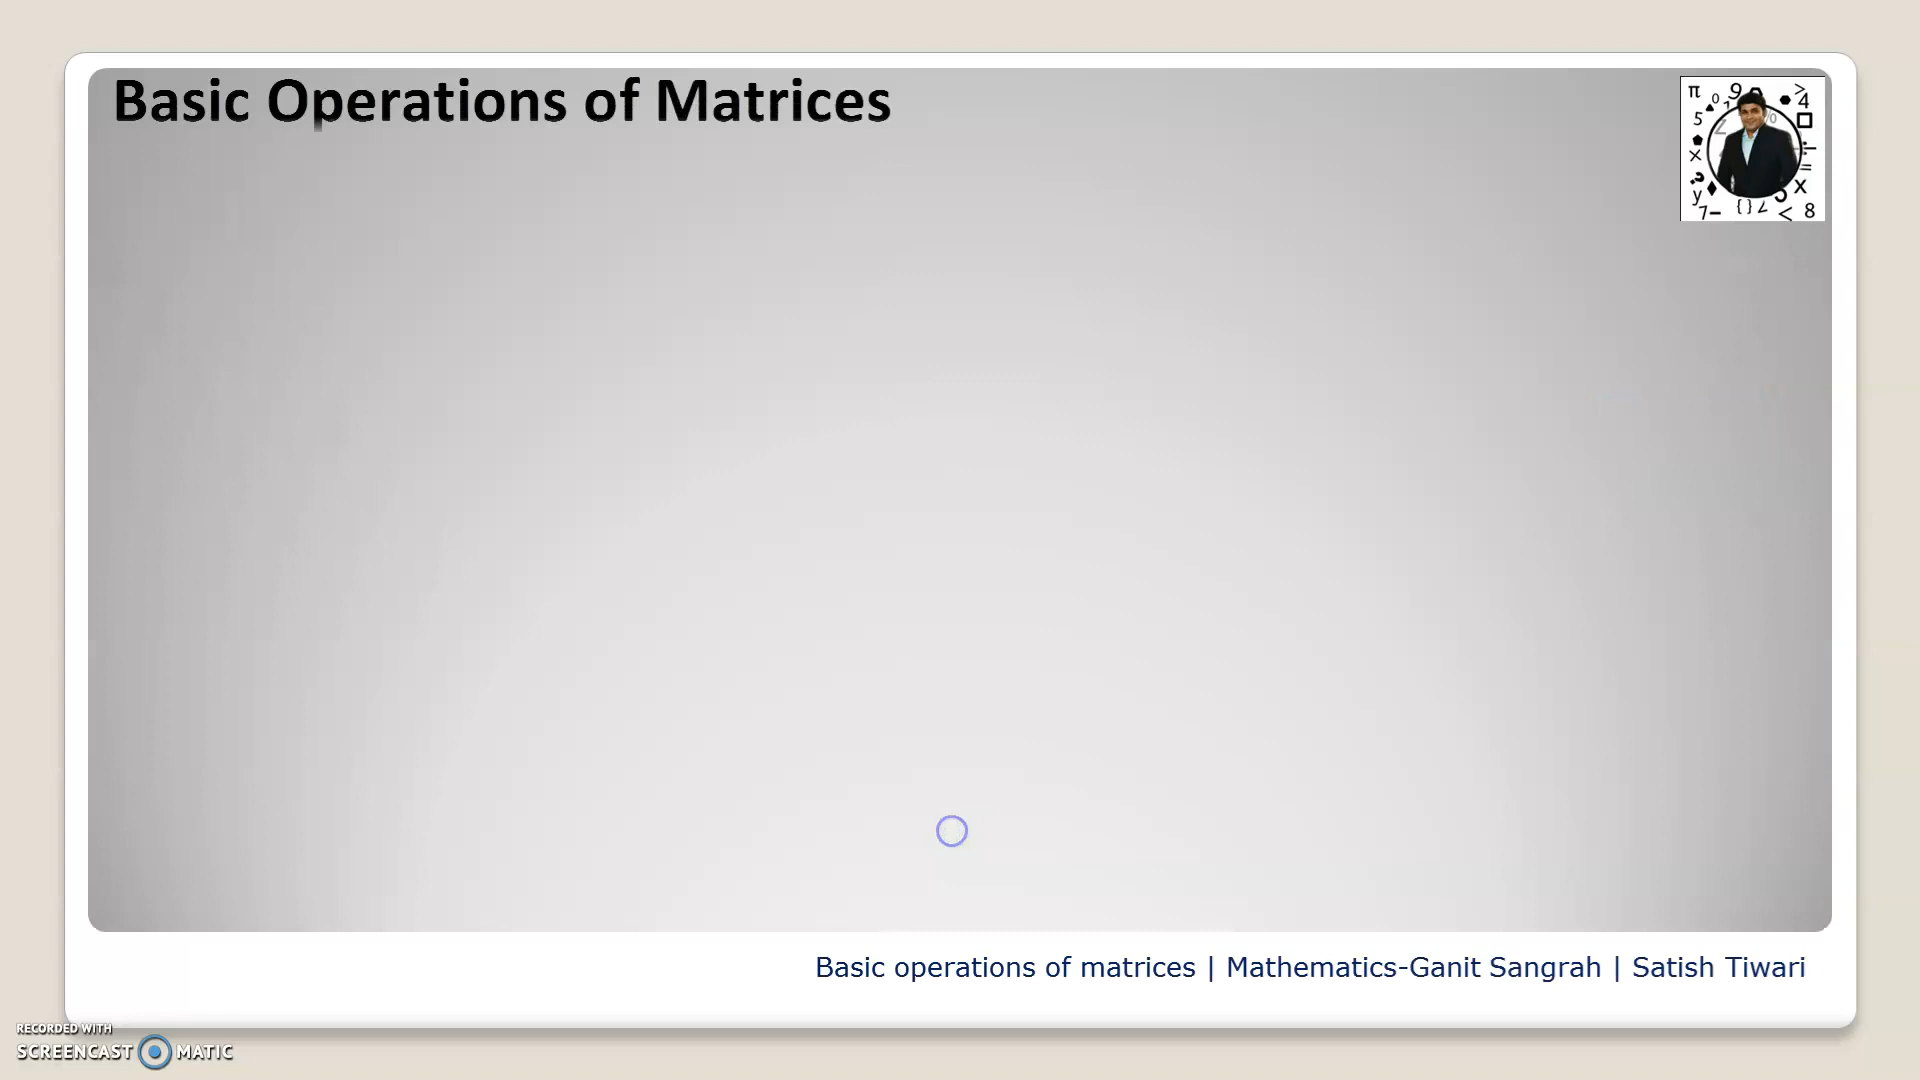 Basic Operations of Matrices
Basic operations of matrices | Mathematics-Ganit Sangrah | Satish Tiwari
RECORDED WITH
SCREENCAST MATIC